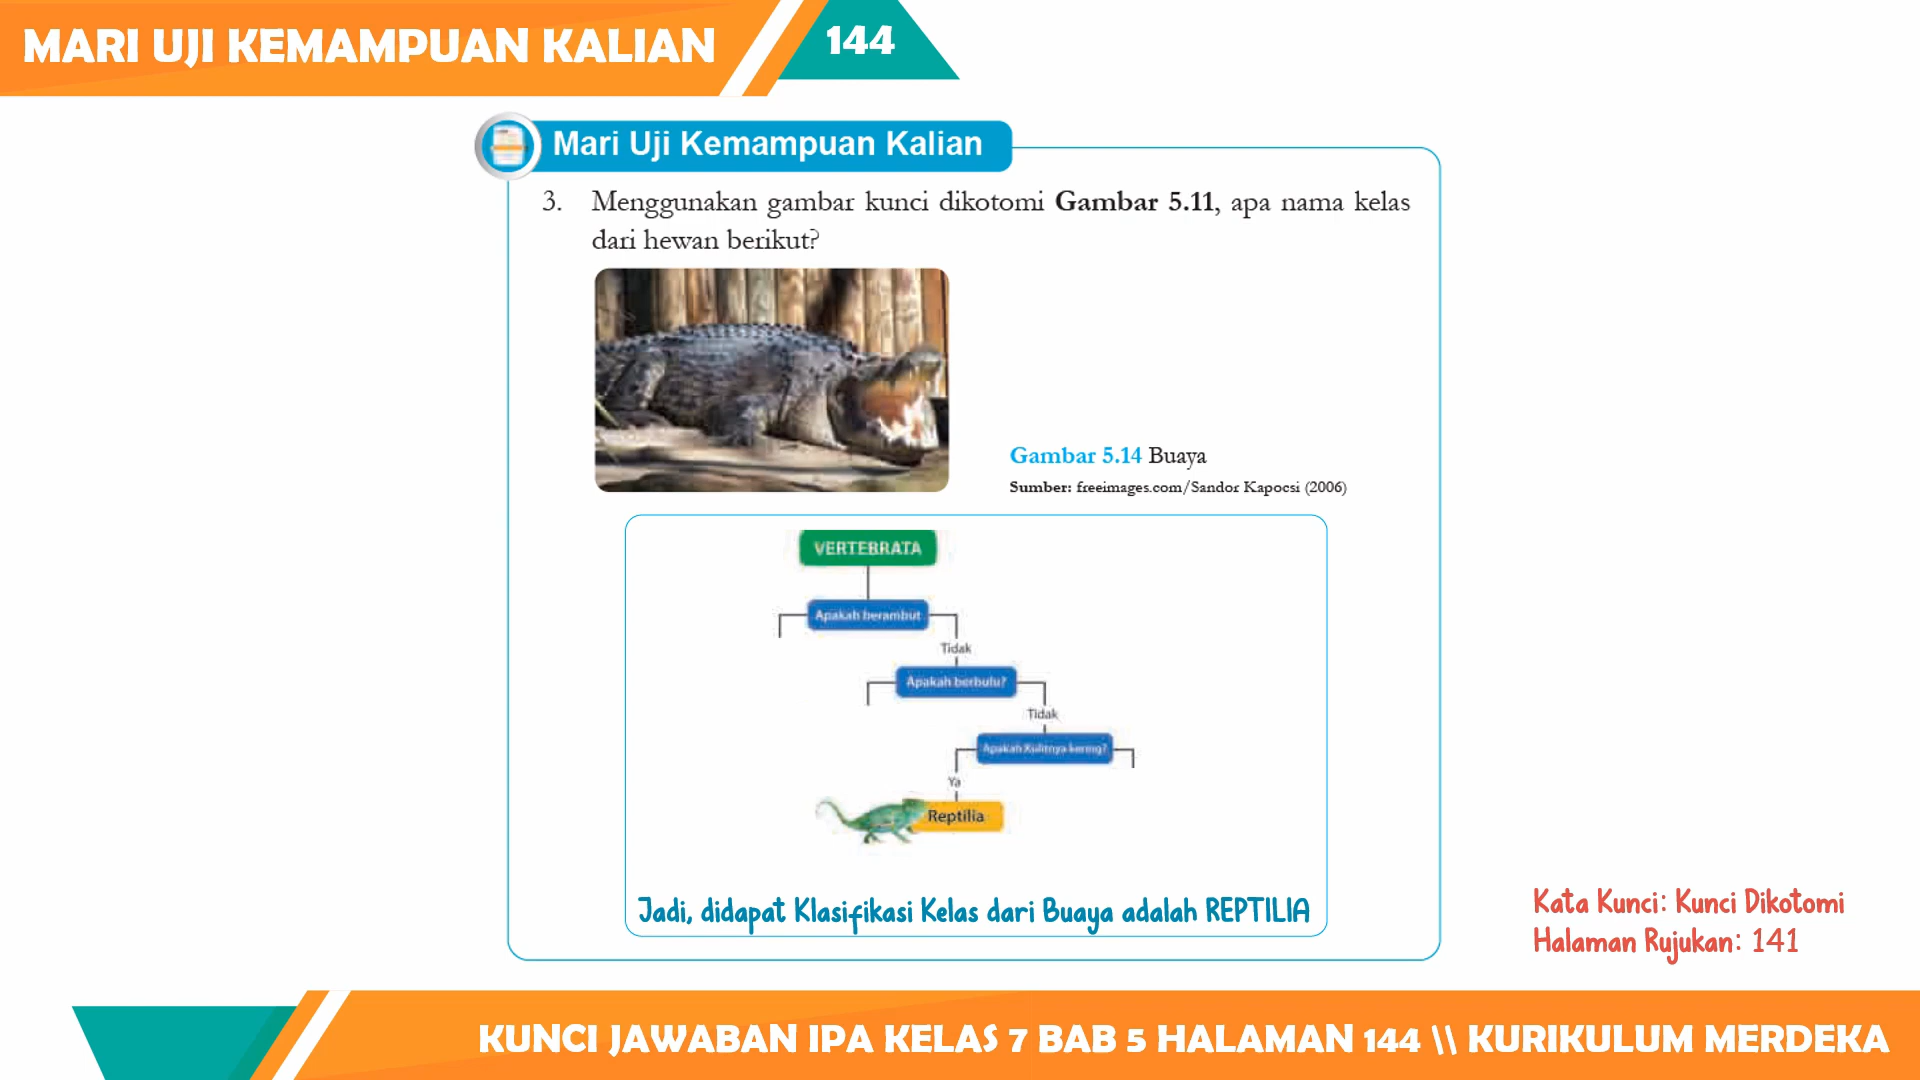 MARI UJI KEMAMPUAN KALIAN
144
Mari Uji Kemampuan Kalian
3. Menggunakan gambar kunci dikotomi Gambar 5.11, apa nama kelas
dari hewan berikut?
Gambar 5.14 Buaya
Sumber: freeimages.com/Sandor Kapocsi (2006)
VERTEBRATA
Apakah berambut
Tidak
Apakah berbulu?
Tidak
Apakah Kulitnya kering?
Ya
Reptilia
Jadi, didapat Klasifikasi Kelas dari Buaya adalah REPTILIA
Kata Kunci: Kunci Dikotomi
Halaman Rujukan: 141
KUNCI JAWABAN IPA KELAS 7 BAB 5 HALAMAN 144 \\ KURIKULUM MERDEKA